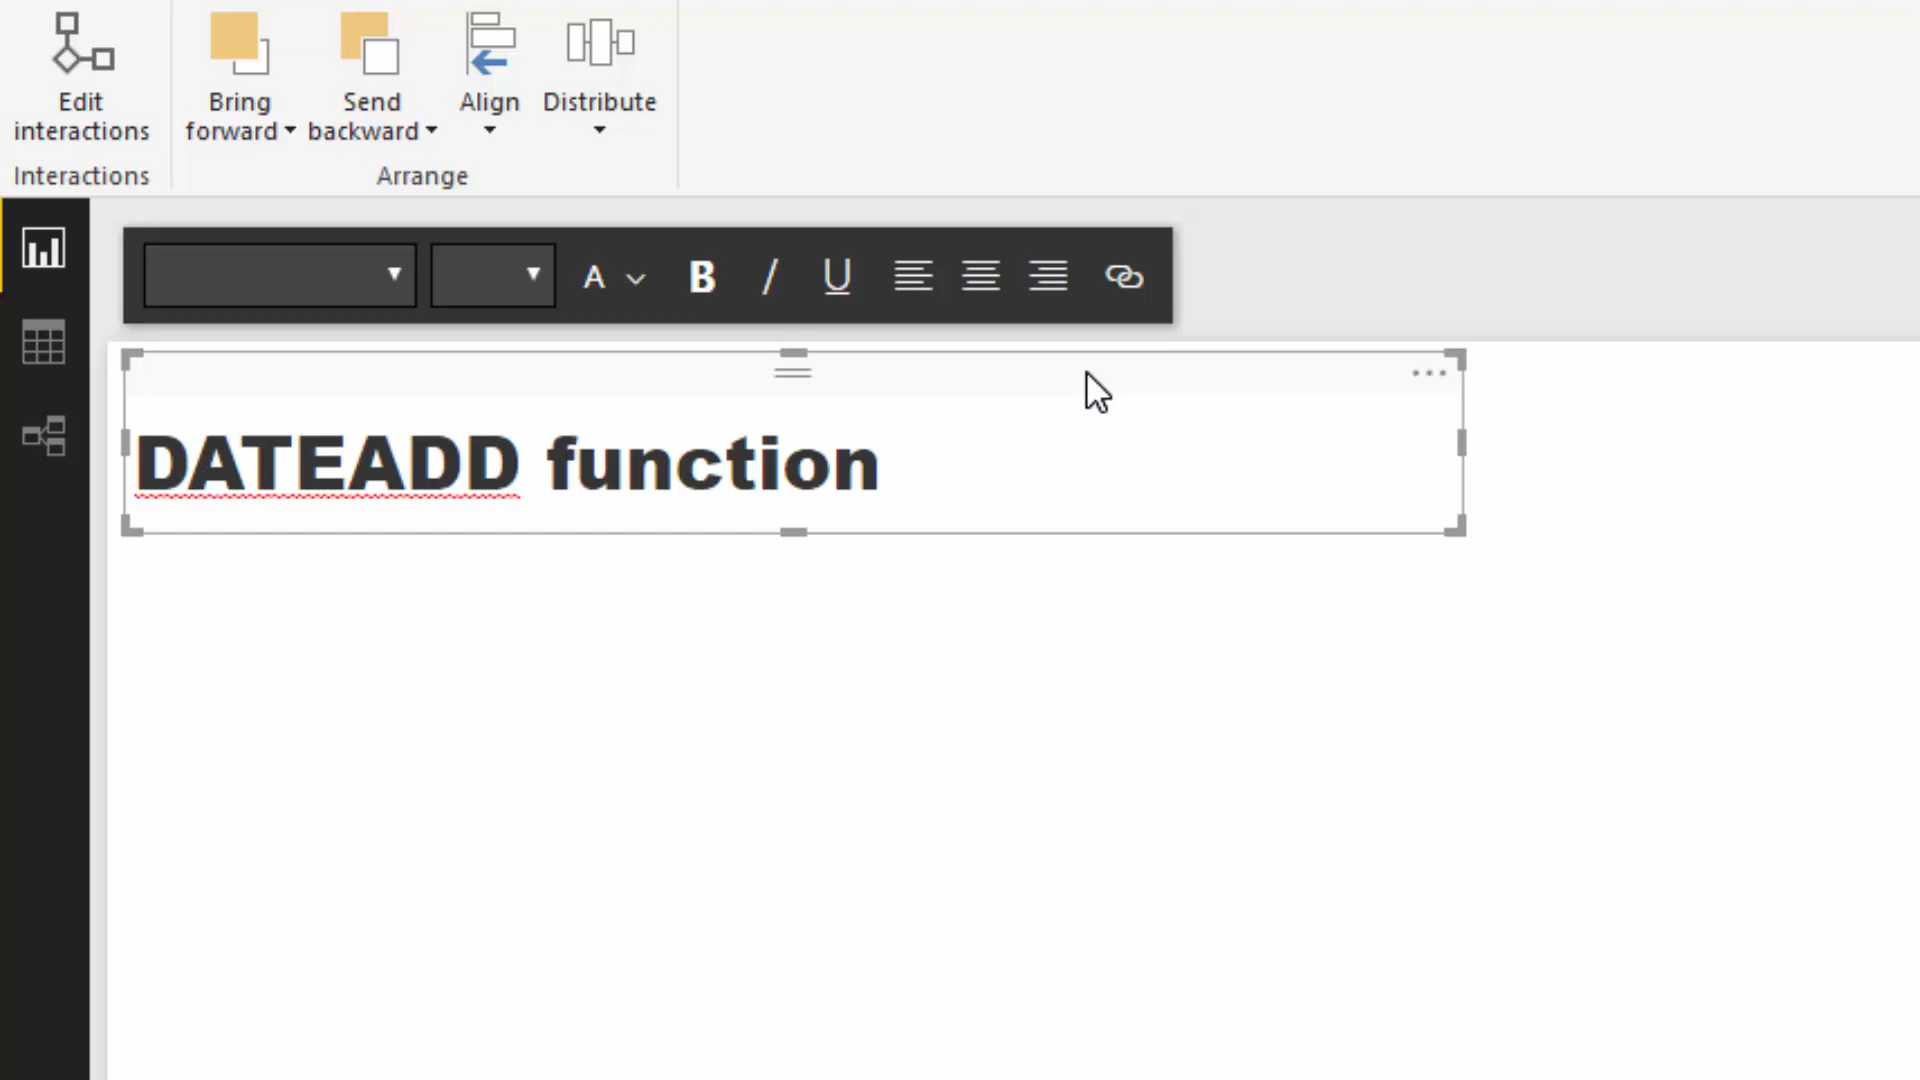 Edit
interactions
Bring
forward
Send
backward
Align
Distribute
Interactions
Arrange
A B / U
DATEADD function